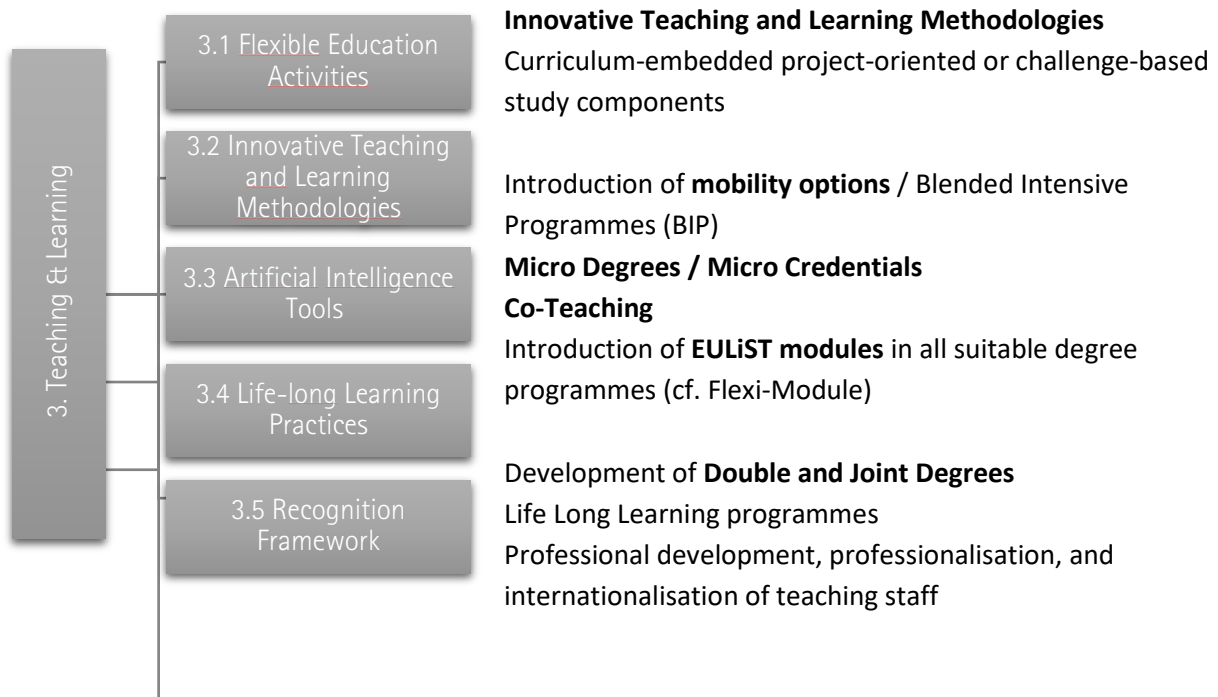 3. Teaching & Learning
3.1 Flexible Education
Activities
3.2 Innovative Teaching
and Learning
Methodologies
3.3 Artificial Intelligence
Tools
3.4 Life-long Learning
Practices
3.5 Recognition
Framework
Innovative Teaching and Learning Methodologies
Curriculum-embedded project-oriented or challenge-based
study components
Introduction of mobility options / Blended Intensive
Programmes (BIP)
Micro Degrees / Micro Credentials
Co-Teaching
Introduction of EULiST modules in all suitable degree
programmes (cf. Flexi-Module)
Development of Double and Joint Degrees
Life Long Learning programmes
Professional development, professionalisation, and
internationalisation of teaching staff